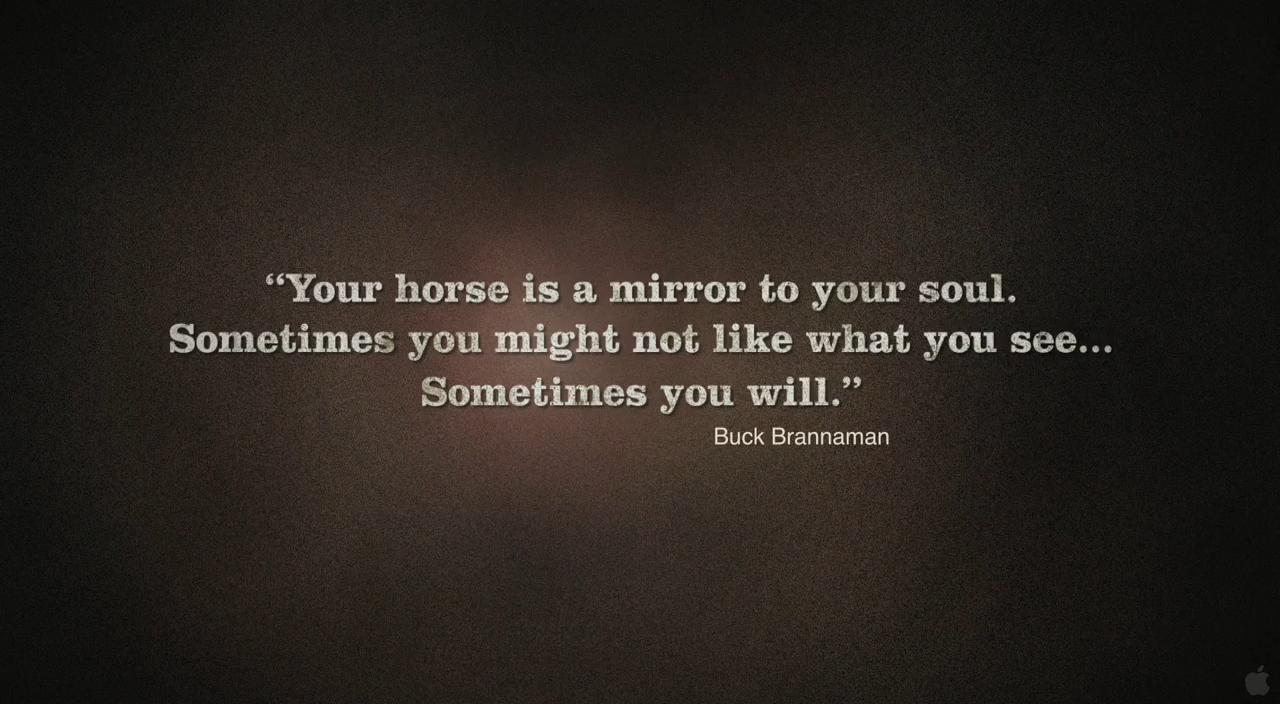 “Your horse is a mirror to your soul.
Sometimes you might not like what you see...
Sometimes you will.”
Buck Brannaman